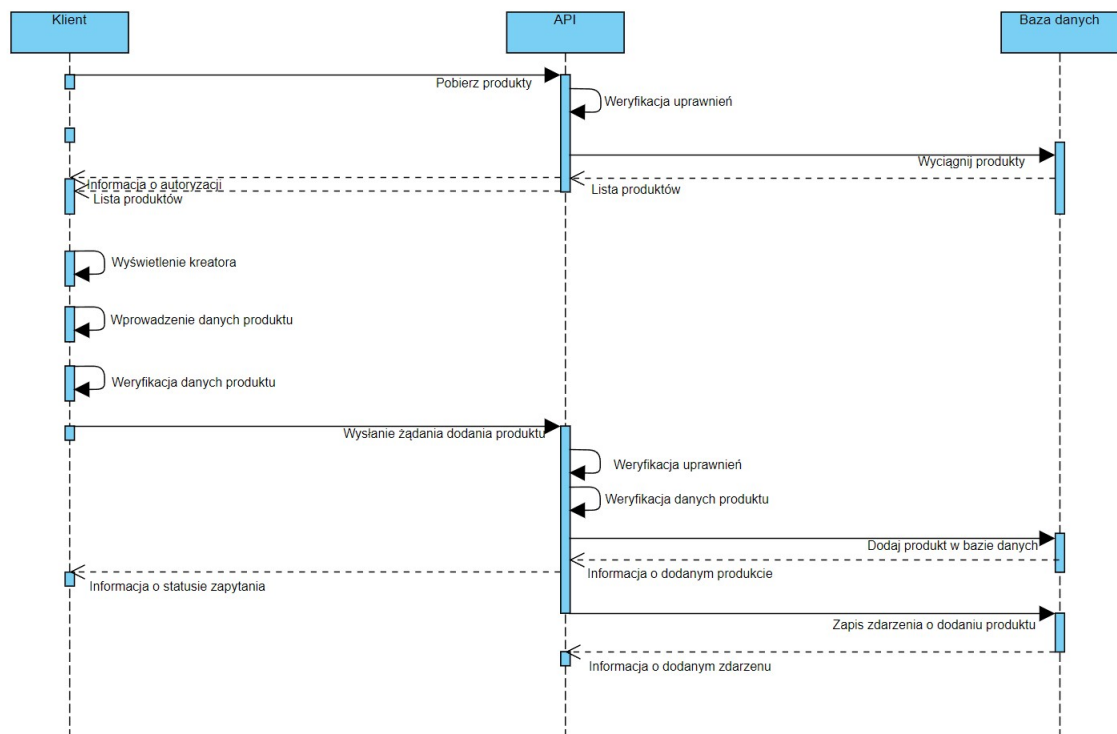 Klient
API
Baza danych
Pobierz produkty
Weryfikacja uprawnień
Wyciągnij produkty
Informacja o autoryzacji
Lista produktów
Lista produktów
Wyświetlenie kreatora
Wprowadzenie danych produktu
Weryfikacja danych produktu
Wysłanie żądania dodania produktu
Weryfikacja uprawnień
Weryfikacja danych produktu
Dodaj produkt w bazie danych
Informacja o dodanym produkcie
Informacja o statusie zapytania
Zapis zdarzenia o dodaniu produktu
Informacja o dodanym zdarzenu